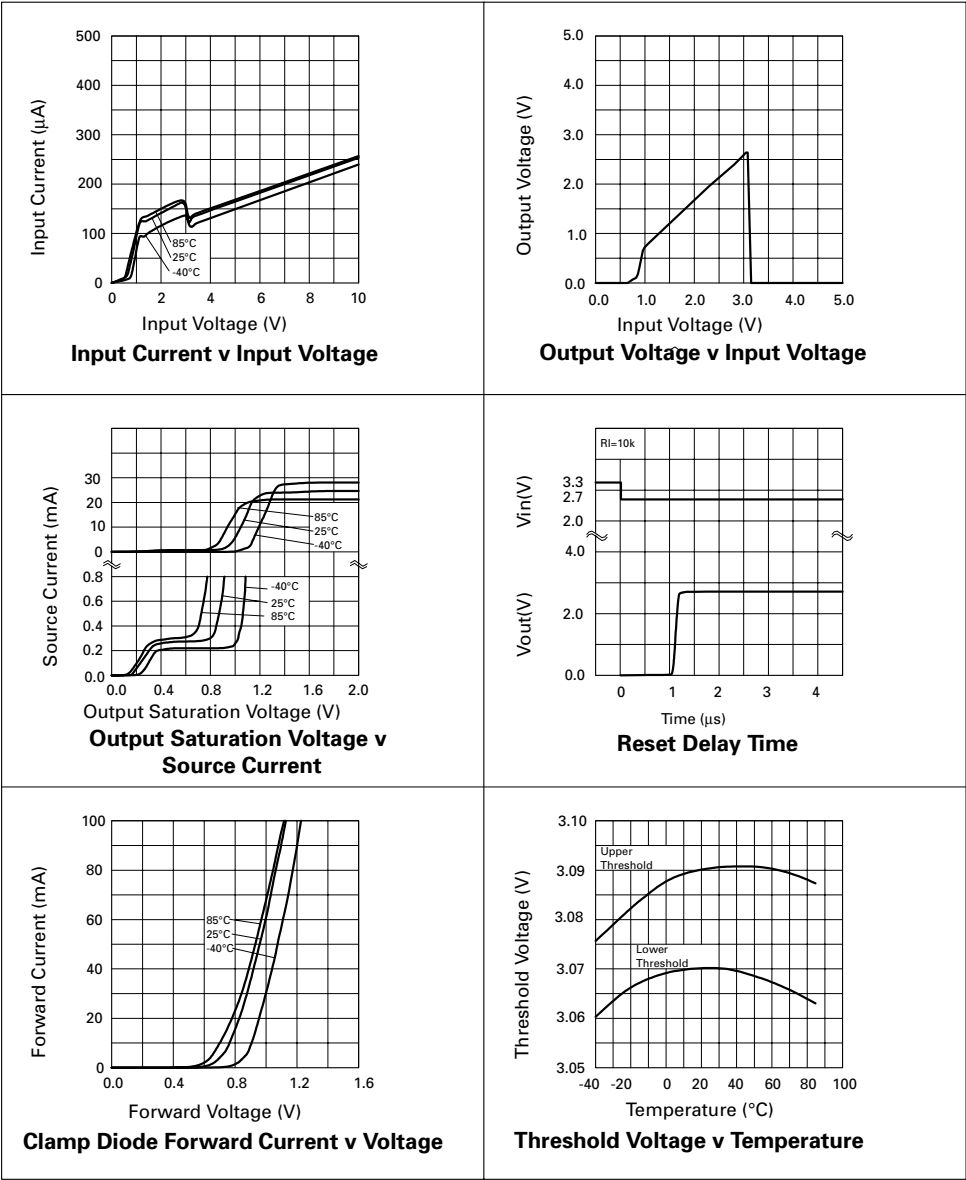 500
400
300
200
100
0
Input Current (µA)
85°C
25°C
-40°C
0 2 4 6 8 10
Input Voltage (V)
Input Current v Input Voltage
5.0
4.0
3.0
2.0
1.0
0.0
Output Voltage (V)
0.0 1.0 2.0 3.0 4.0 5.0
Input Voltage (V)
Output Voltage v Input Voltage
30
20
10
0
0.8
0.6
0.4
0.2
0.0
Source Current (mA)
85°C
25°C
-40°C
-40°C
25°C
85°C
0.0 0.4 0.8 1.2 1.6 2.0
Output Saturation Voltage (V)
Output Saturation Voltage v
Source Current
Rl=10k
3.3
2.7
2.0
Vin(V)
4.0
2.0
0.0
Vout(V)
0 1 2 3 4
Time (µs)
Reset Delay Time
100
80
60
40
20
0
Forward Current (mA)
85°C
25°C
-40°C
0.0 0.4 0.8 1.2 1.6
Forward Voltage (V)
Clamp Diode Forward Current v Voltage
3.10
3.09
3.08
3.07
3.06
3.05
Threshold Voltage (V)
Upper
Threshold
Lower
Threshold
-40 -20 0 20 40 60 80 100
Temperature (°C)
Threshold Voltage v Temperature